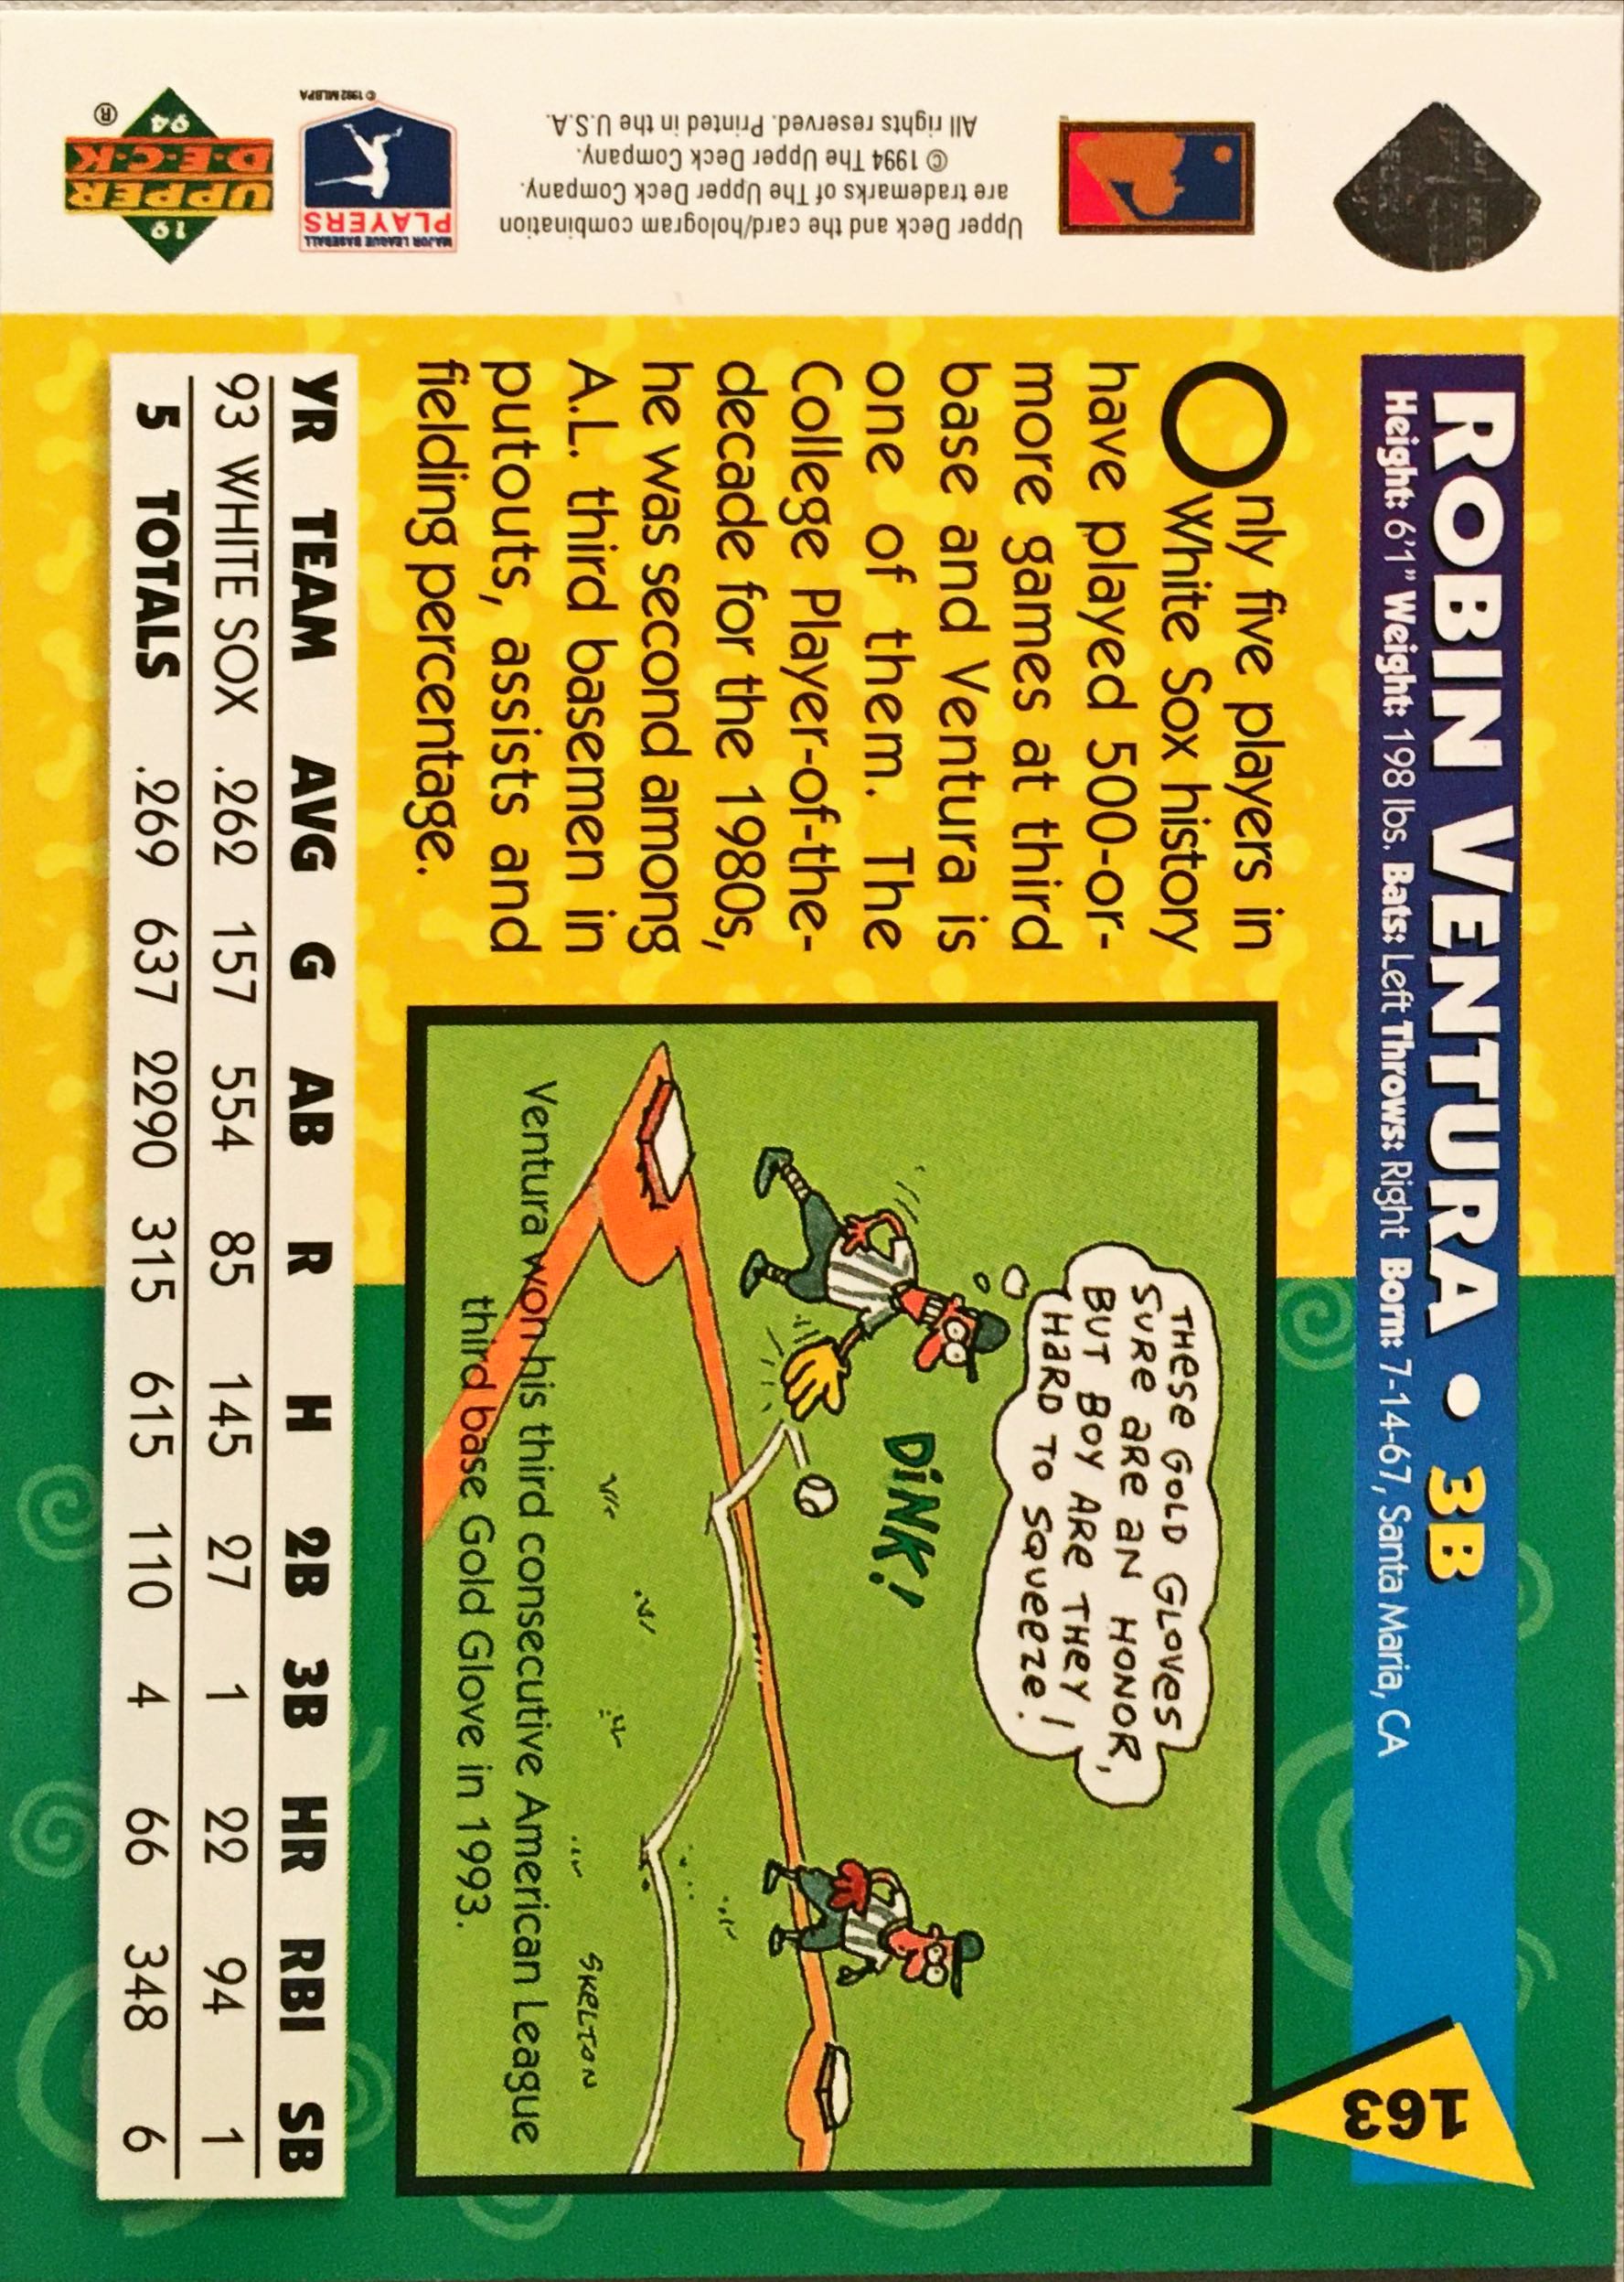 ROBIN VENTURA • 3B
Height: 6'1" Weight: 198 lbs. Bats: Left Throws: Right Born: 7-14-67, Santa Maria, CA
163
Only five players in
White Sox history
have played 500-or-
more games at third
base and Ventura is
one of them. The
College Player-of-the-
decade for the 1980s,
he was second among
A.L. third basemen in
putouts, assists and
fielding percentage.
THESE GOLD GLOVES
SURE ARE AN HONOR,
BUT BOY ARE THEY
HARD TO SQUEEZE!
DINK!
SKELTON
Ventura won his third consecutive American League
third base Gold Glove in 1993.
YR TEAM AVG G AB R H 2B 3B HR RBI SB
93 WHITE SOX .262 157 554 85 145 27 1 22 94 1
5 TOTALS .269 637 2290 315 615 110 4 66 348 6
Upper Deck and the card/hologram combination
are trademarks of The Upper Deck Company.
© 1994 The Upper Deck Company.
All rights reserved. Printed in the U.S.A.
MAJOR LEAGUE BASEBALL
PLAYERS
© 1992 MLBPA
19
UPPER
D·E·C·K
94
®